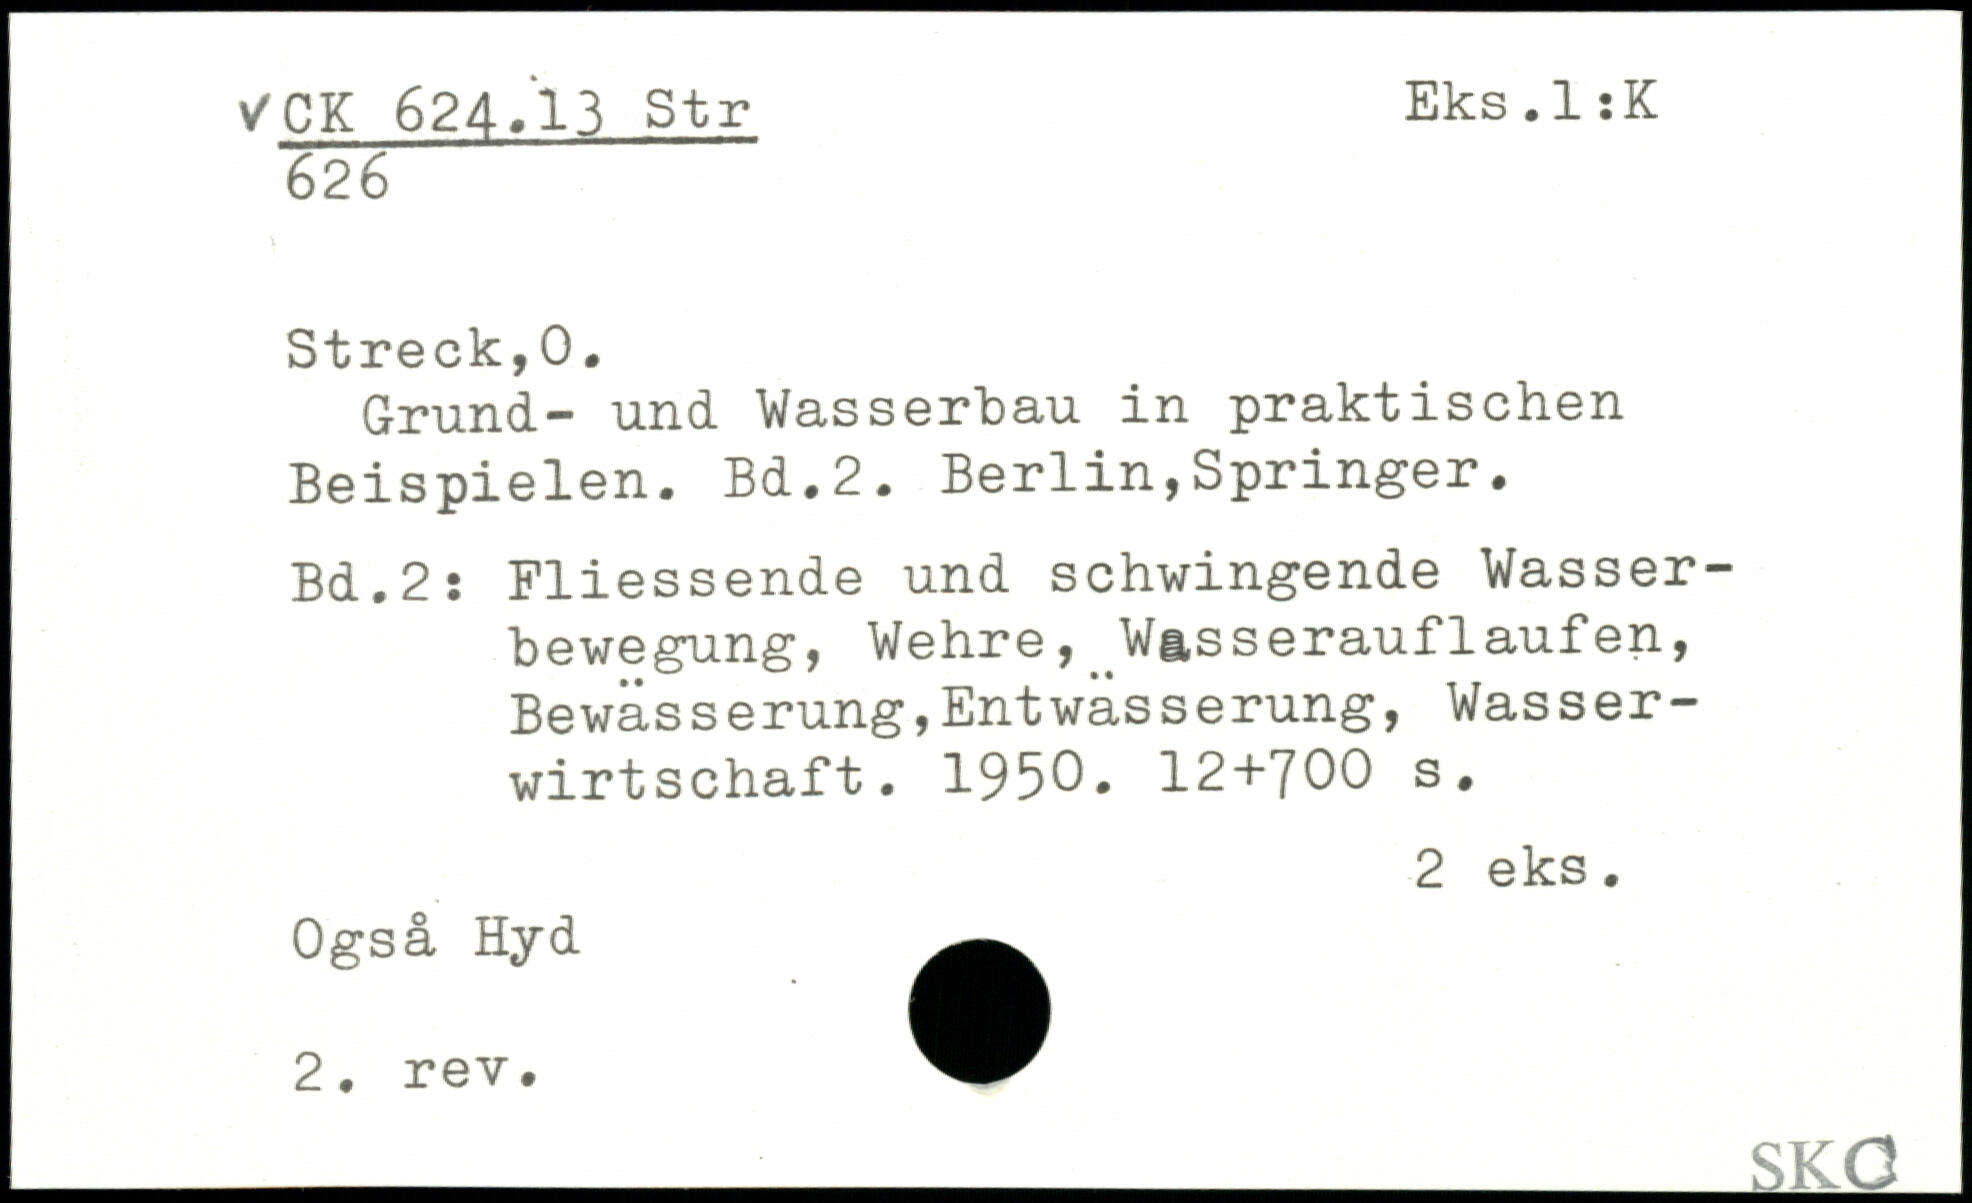 v CK 624.13 Str
Eks.1:K
626
Streck,O.
Grund- und Wasserbau in praktischen
Beispielen. Bd.2. Berlin,Springer.
Bd.2: Fliessende und schwingende Wasser-
bewegung, Wehre, Wasserauflaufen,
Bewässerung,Entwässerung, Wasser-
wirtschaft. 1950. 12+700 s.
2 eks.
Også Hyd
2. rev.
SKC